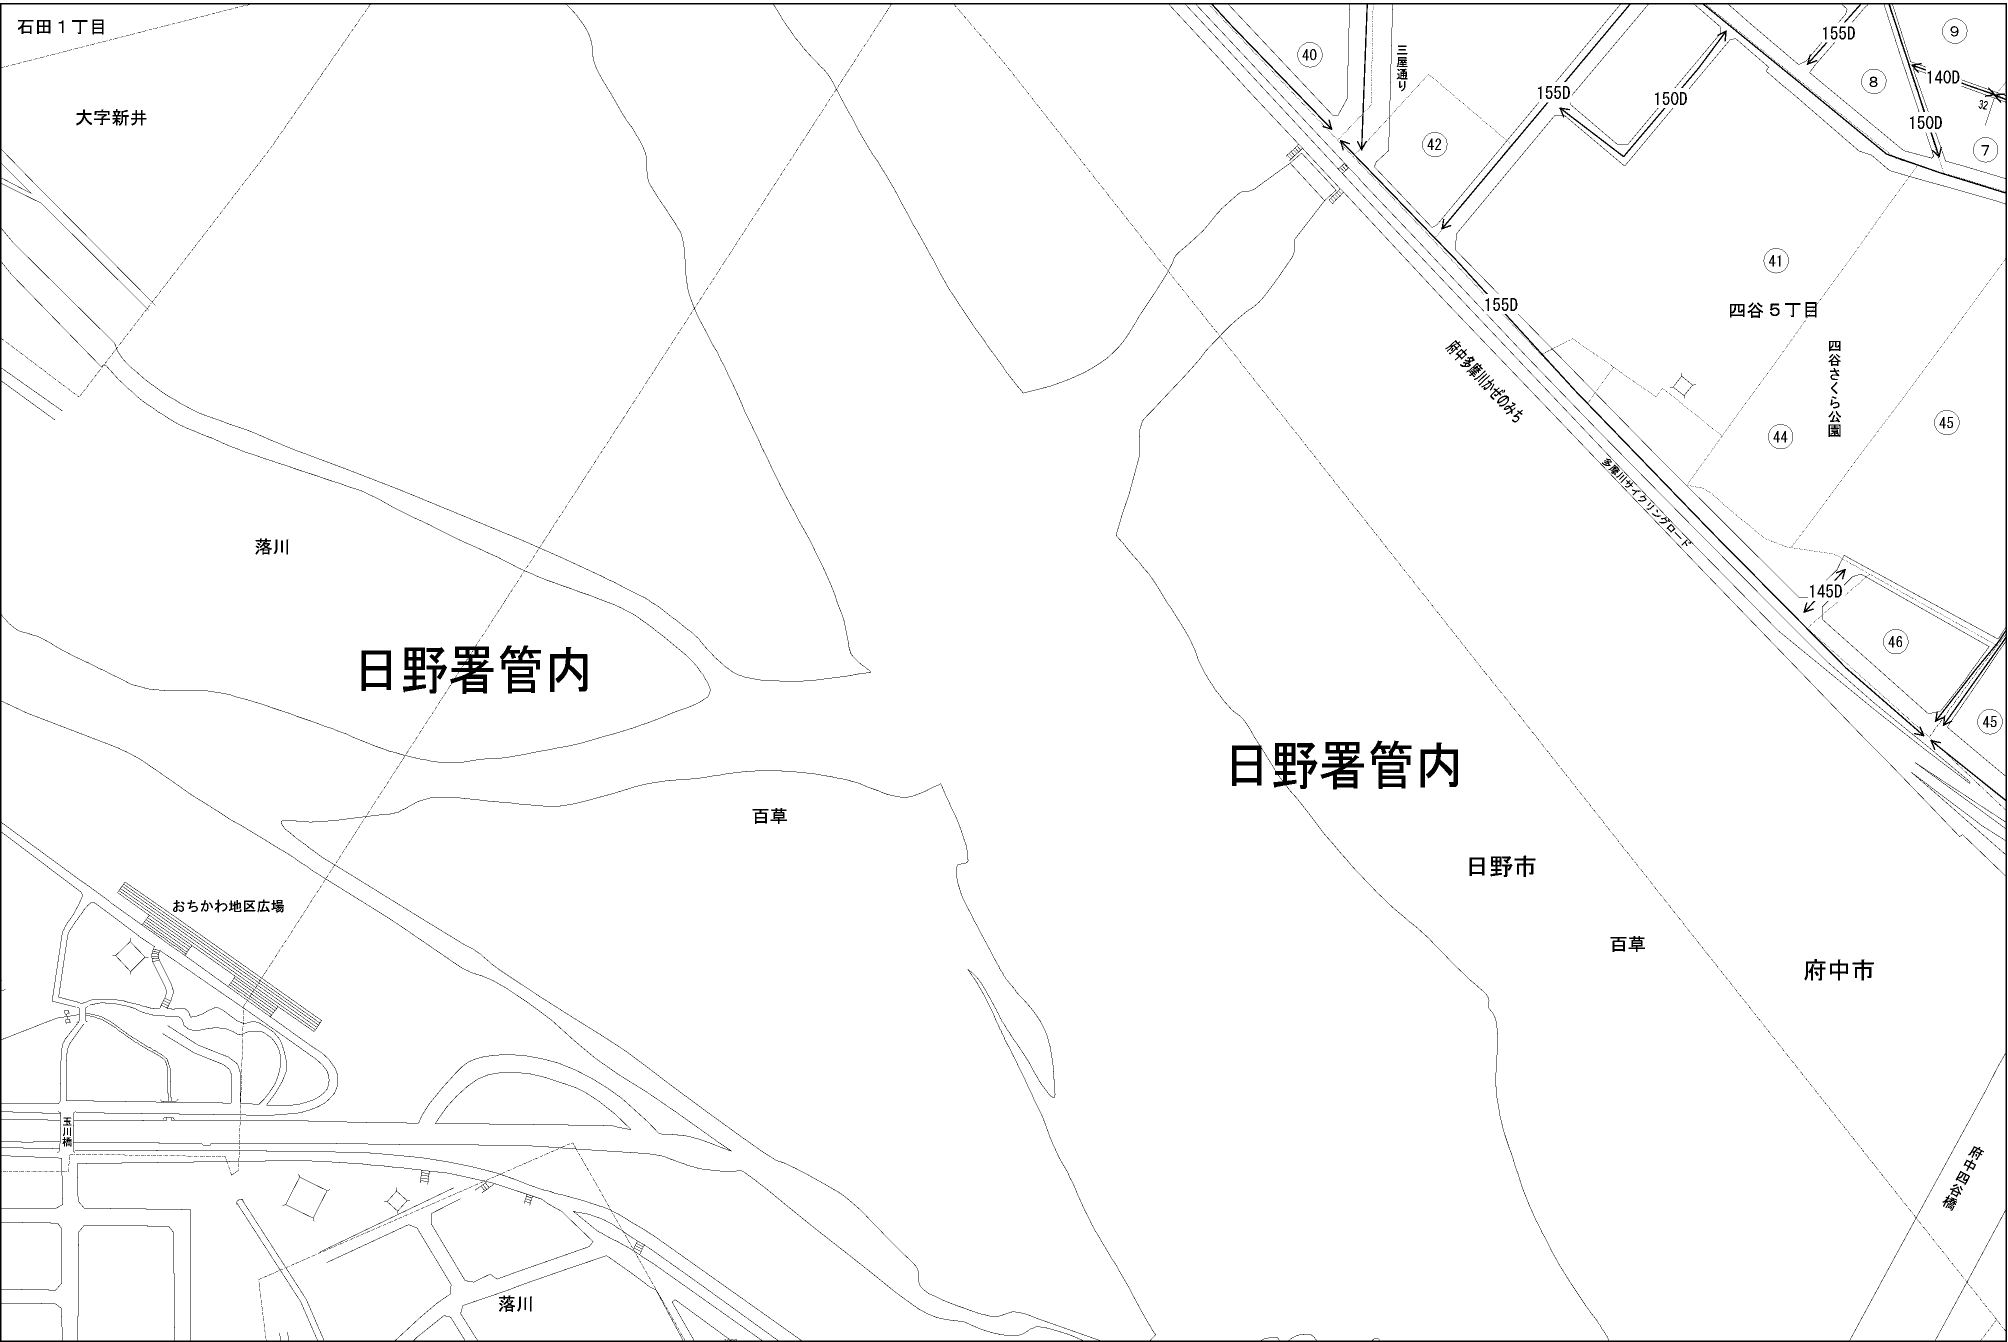 石田１丁目
大字新井
40
三屋通り
155D
９
８
140D
32
150D
７
155D
150D
42
41
四谷５丁目
155D
府中多摩川かぜのみち
四谷さくら公園
45
44
多摩川サイクリングロード
落川
145D
46
日野署管内
45
日野署管内
百草
日野市
おちかわ地区広場
百草
府中市
玉川橋
府中四谷橋
落川